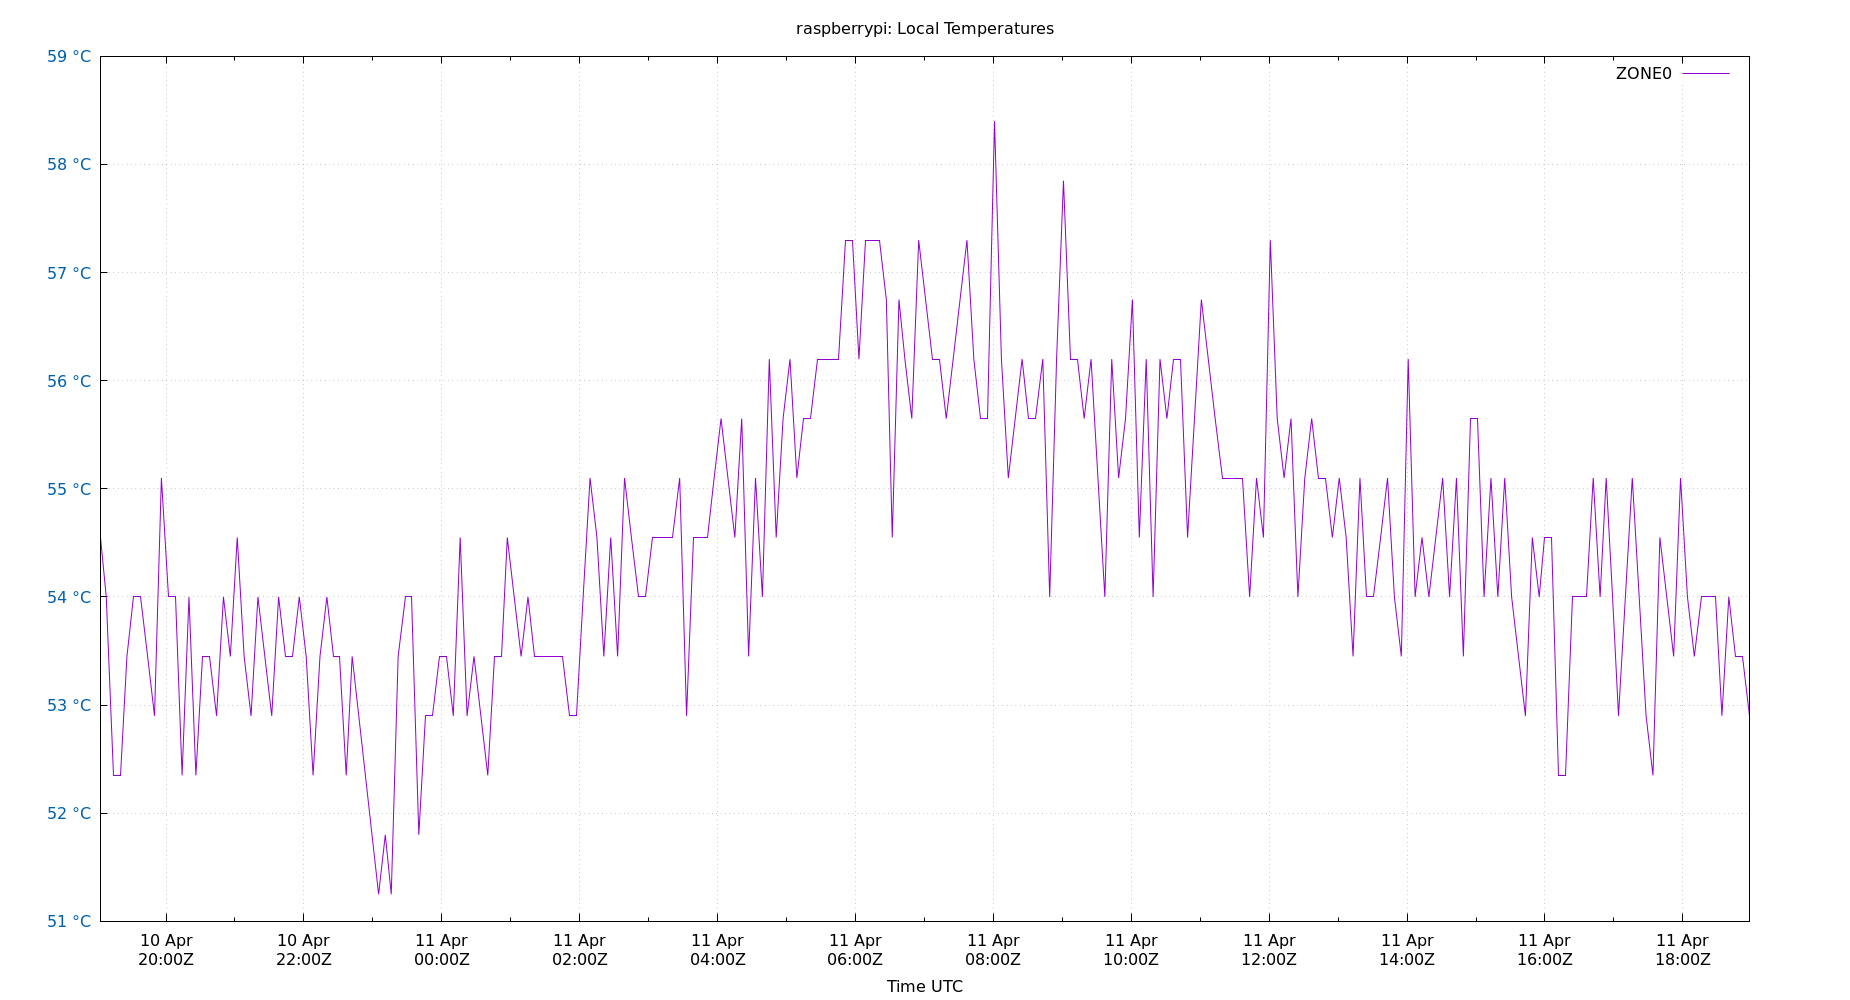 raspberrypi: Local Temperatures
59 °C
58 °C
57 °C
56 °C
55 °C
54 °C
53 °C
52 °C
51 °C
ZONE0
10 Apr 10 Apr 11 Apr 11 Apr 11 Apr 11 Apr 11 Apr 11 Apr 11 Apr 11 Apr 11 Apr 11 Apr
20:00Z 22:00Z 00:00Z 02:00Z 04:00Z 06:00Z 08:00Z 10:00Z 12:00Z 14:00Z 16:00Z 18:00Z
Time UTC